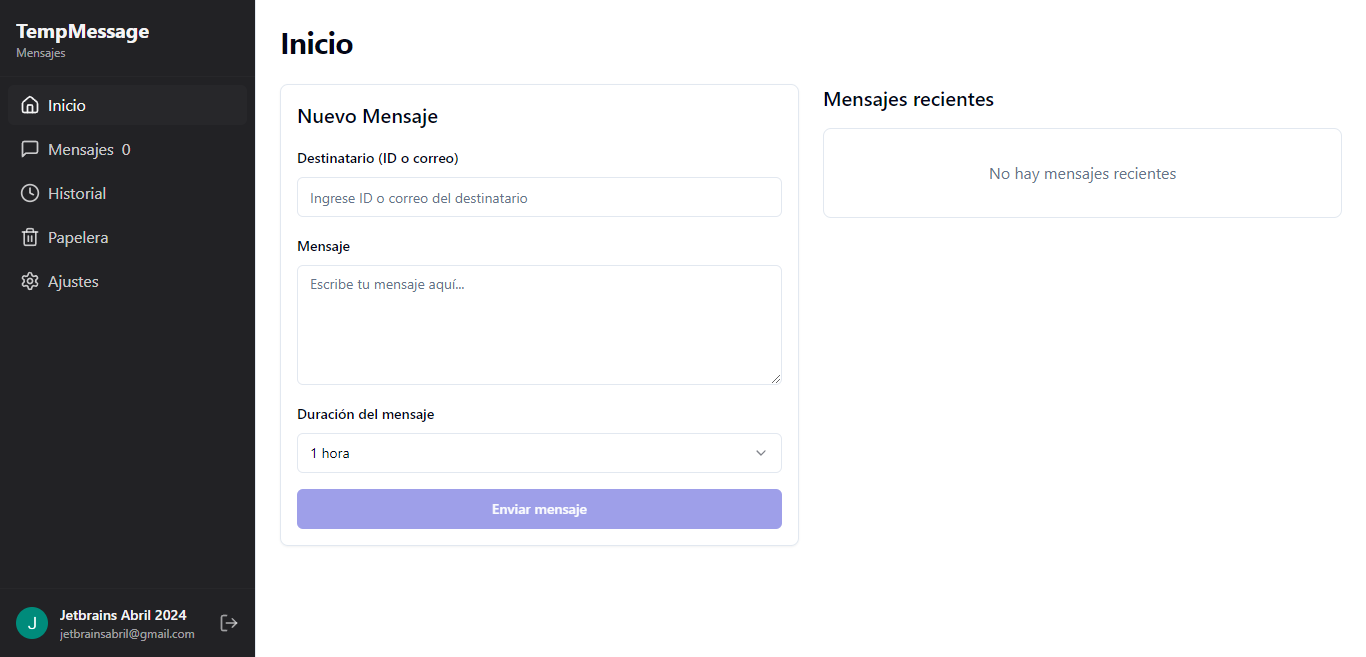 TempMessage
Mensajes
Inicio
Mensajes 0
Historial
Papelera
Ajustes
J
Jetbrains Abril 2024
jetbrainsabril@gmail.com
Inicio
Nuevo Mensaje
Destinatario (ID o correo)
Ingrese ID o correo del destinatario
Mensaje
Escribe tu mensaje aquí...
Duración del mensaje
1 hora
Enviar mensaje
Mensajes recientes
No hay mensajes recientes